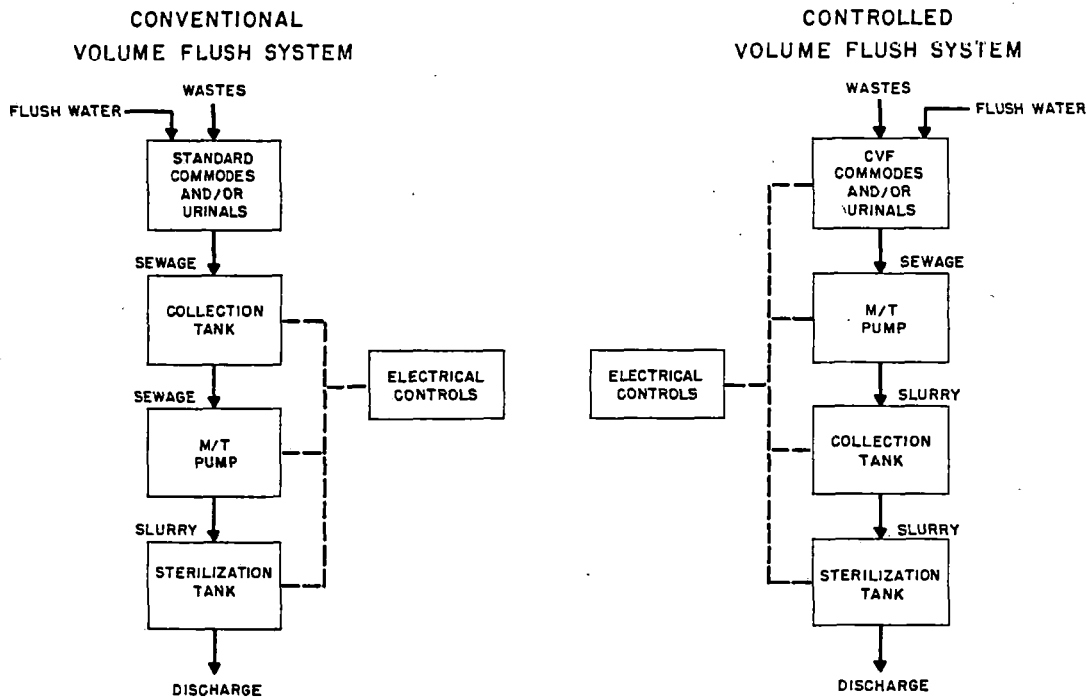 CONVENTIONAL
VOLUME FLUSH SYSTEM
WASTES
FLUSH WATER
STANDARD
COMMODES
AND/OR
URINALS
SEWAGE
COLLECTION
TANK
SEWAGE
M/T
PUMP
SLURRY
STERILIZATION
TANK
DISCHARGE
ELECTRICAL
CONTROLS
CONTROLLED
VOLUME FLUSH SYSTEM
WASTES
FLUSH WATER
CVF
COMMODES
AND/OR
URINALS
SEWAGE
M/T
PUMP
SLURRY
COLLECTION
TANK
SLURRY
STERILIZATION
TANK
DISCHARGE
ELECTRICAL
CONTROLS